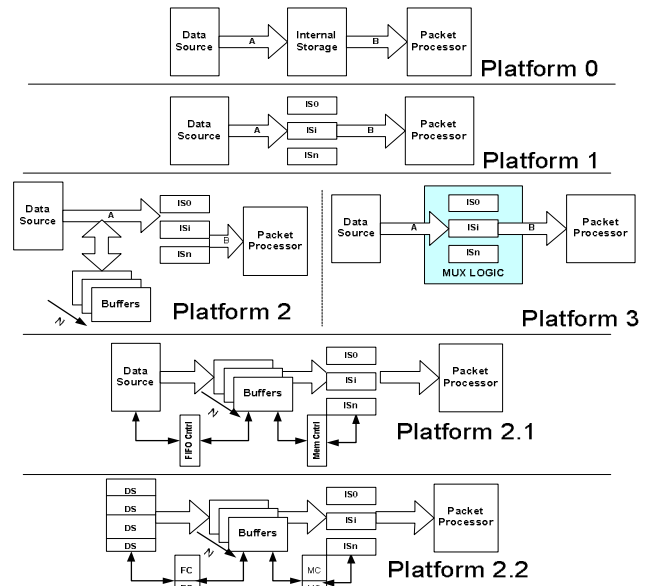 Data Source
A
Internal Storage
B
Packet Processor
Platform 0
Data Scource
A
IS0
ISi
ISn
B
Packet Processor
Platform 1
Data Source
A
IS0
ISi
ISn
B
Packet Processor
Buffers
N
Platform 2
Data Source
A
IS0
ISi
ISn
MUX LOGIC
B
Packet Processor
Platform 3
Data Source
Buffers
N
IS0
ISi
ISn
Packet Processor
FIFO Cntrl
Mem Cntrl
Platform 2.1
DS
DS
DS
DS
Buffers
N
IS0
ISi
ISn
Packet Processor
FC
MC
Platform 2.2